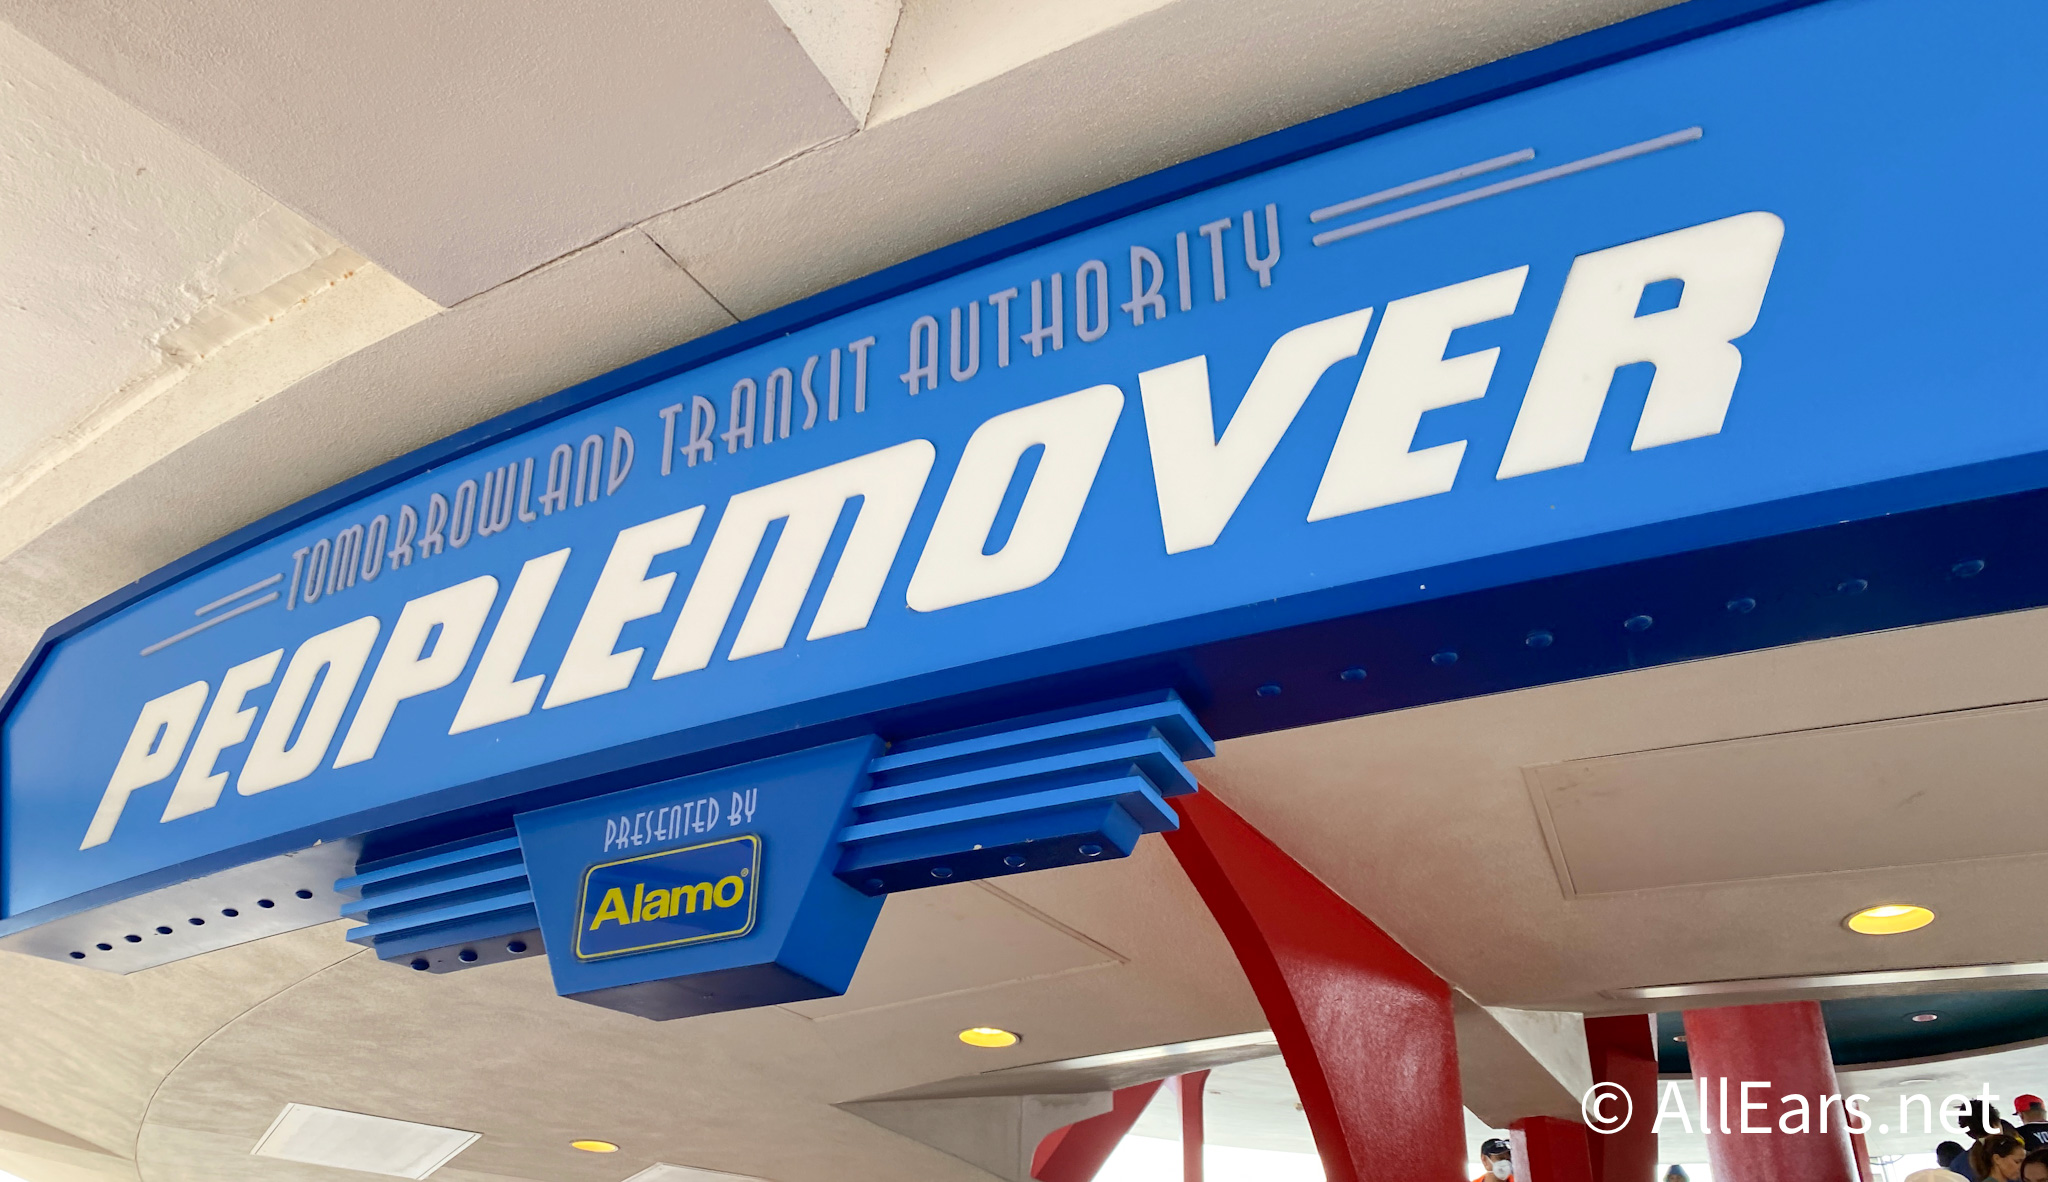 TOMORROWLAND TRANSIT AUTHORITY
PEOPLEMOVER
PRESENTED BY
Alamo®
© AllEars.net